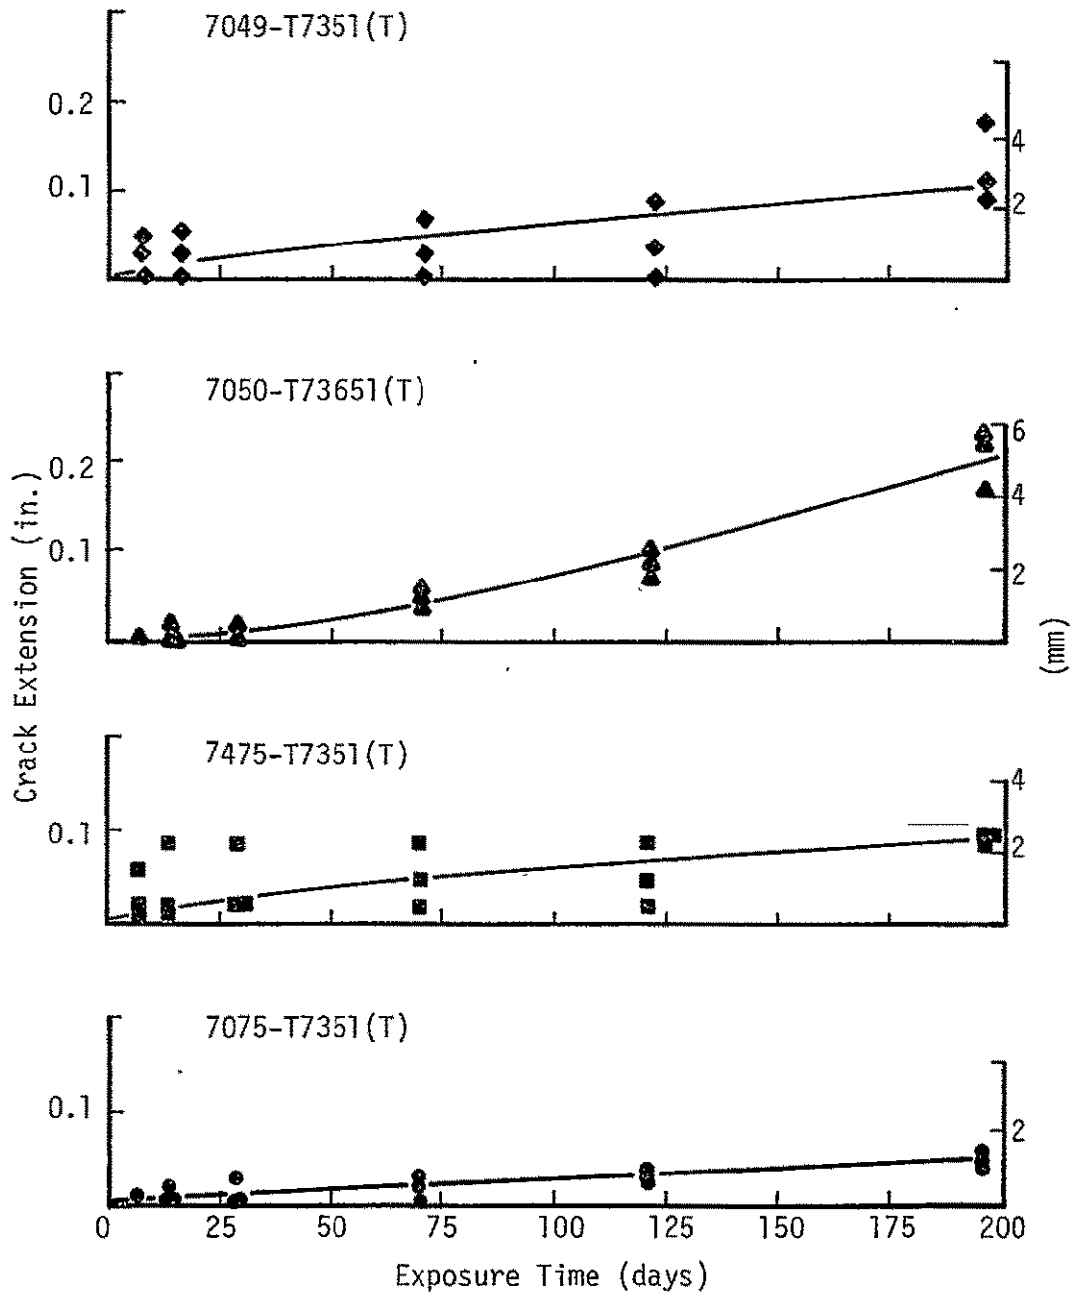 7049-T7351(T)
0.2
0.1
4
2
7050-T73651(T)
0.2
0.1
6
4
2
Crack Extension (in.)
(mm)
7475-T7351(T)
0.1
4
2
7075-T7351(T)
0.1
2
0 25 50 75 100 125 150 175 200
Exposure Time (days)